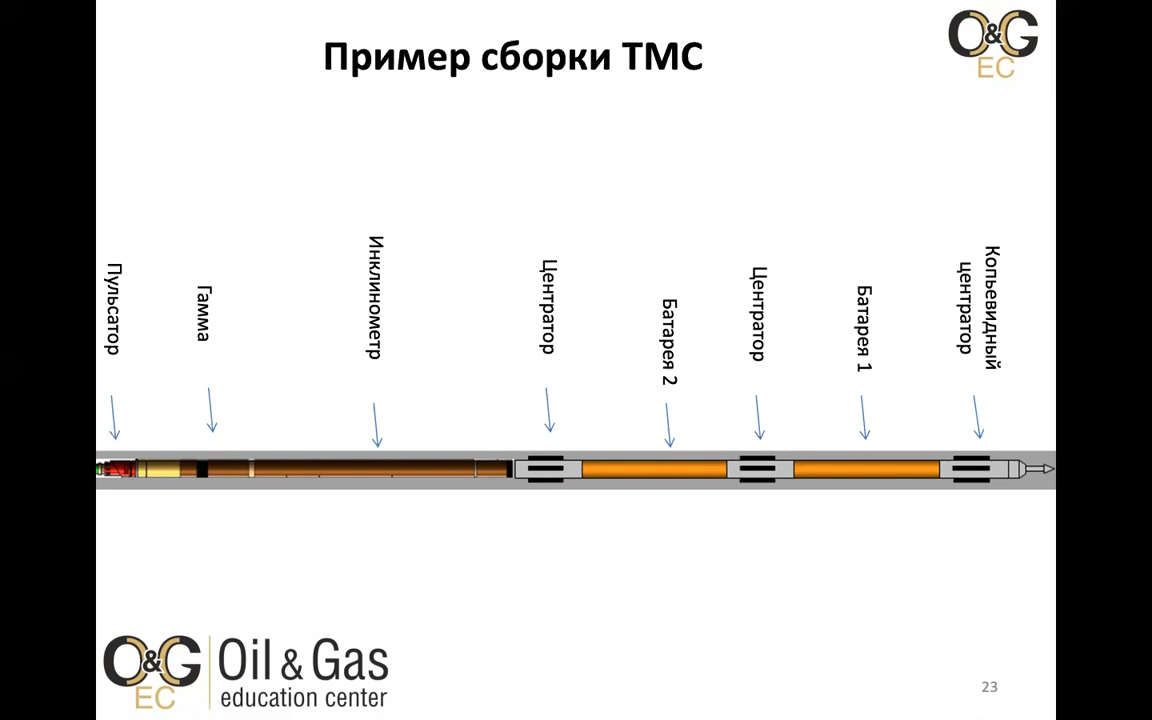 Пример сборки ТМС
O&G
EC
Пульсатор
Гамма
Инклинометр
Центратор
Батарея 2
Центратор
Батарея 1
Копьевидный
центратор
O&G
EC
Oil & Gas
education center
23